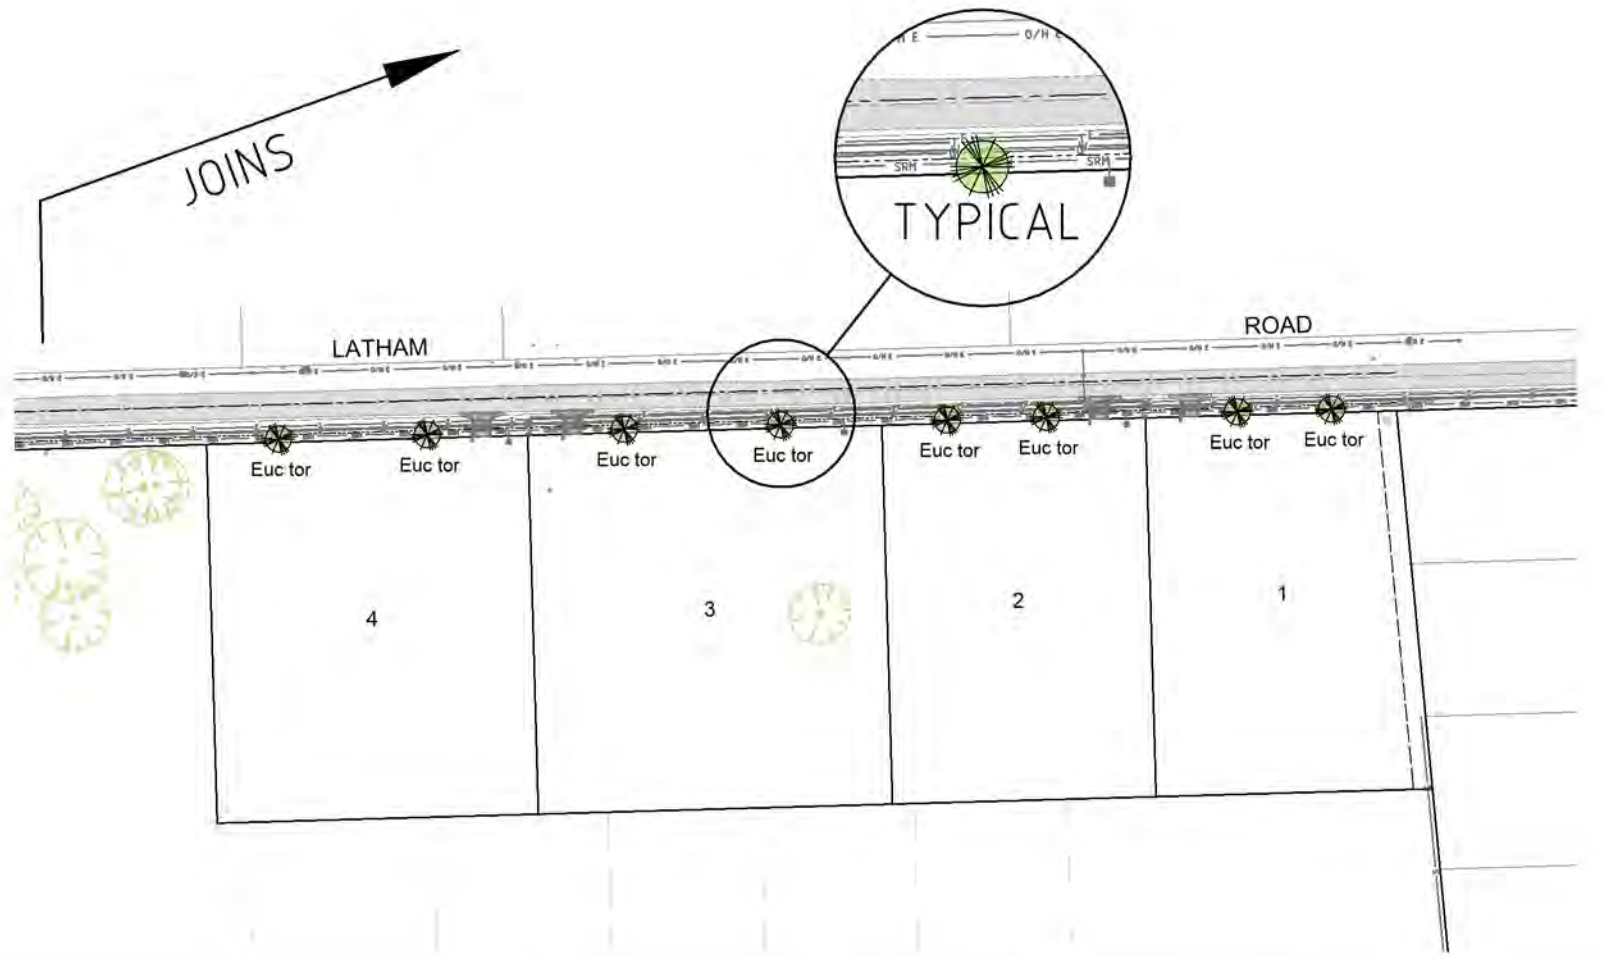 O/H E
JOINS
SRM
SRM
TYPICAL
ROAD
LATHAM
Euc tor
Euc tor
Euc tor
Euc tor
Euc tor
Euc tor
Euc tor
Euc tor
4
3
2
1